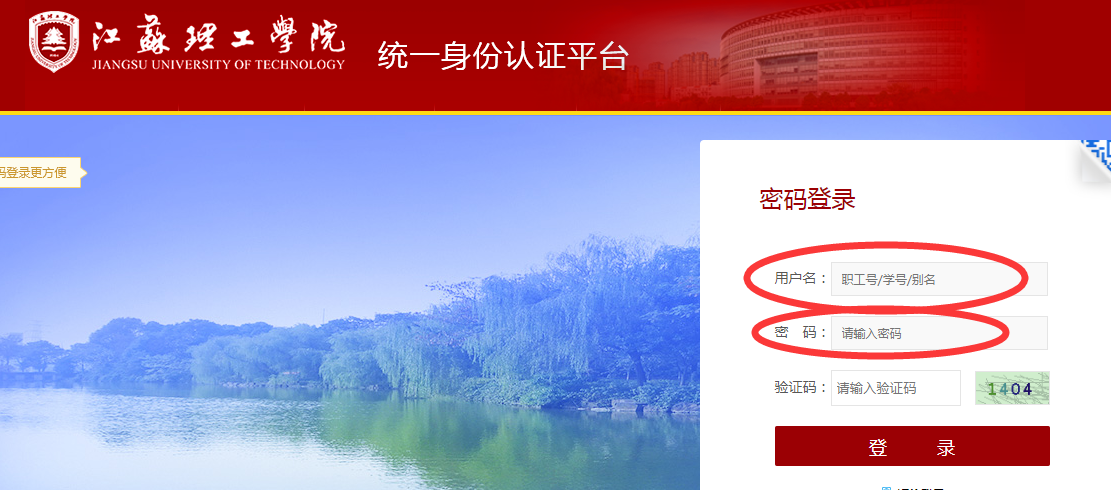 江蘇理工學院
JIANGSU UNIVERSITY OF TECHNOLOGY
统一身份认证平台
码登录更方便
密码登录
用户名： 职工号/学号/别名
密 码： 请输入密码
验证码： 请输入验证码 1404
登 录